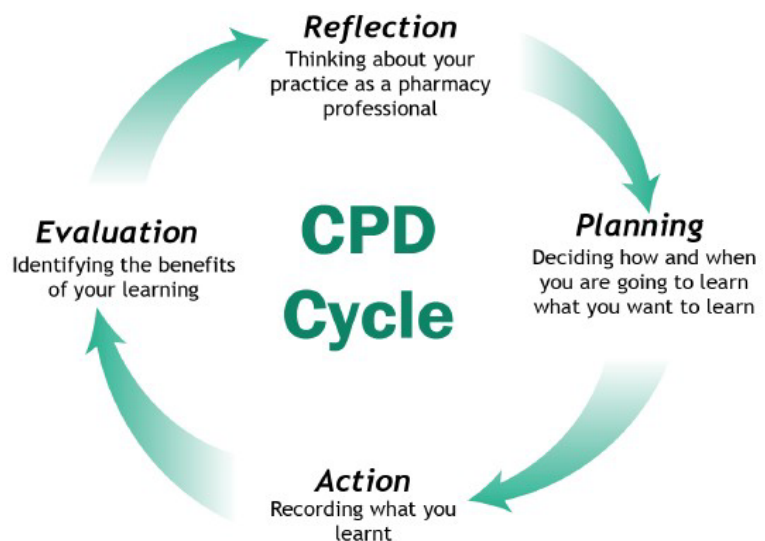 Reflection
Thinking about your
practice as a pharmacy
professional
CPD
Cycle
Planning
Deciding how and when
you are going to learn
what you want to learn
Action
Recording what you
learnt
Evaluation
Identifying the benefits
of your learning